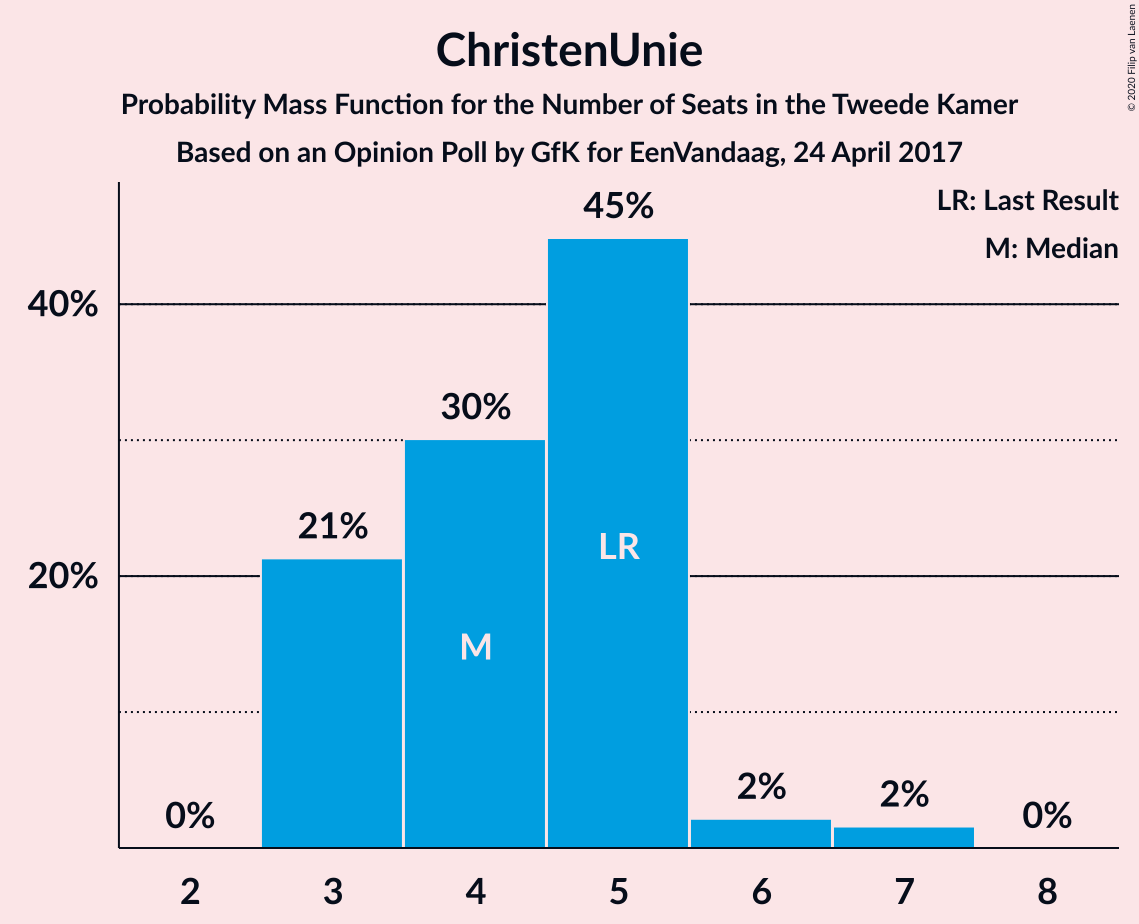 ChristenUnie
Probability Mass Function for the Number of Seats in the Tweede Kamer
Based on an Opinion Poll by GfK for EenVandaag, 24 April 2017
© 2020 Filip van Laenen
LR: Last Result
M: Median
45%
40%
30%
21%
20%
LR
M
0%
2%
2%
0%
2
3
4
5
6
7
8